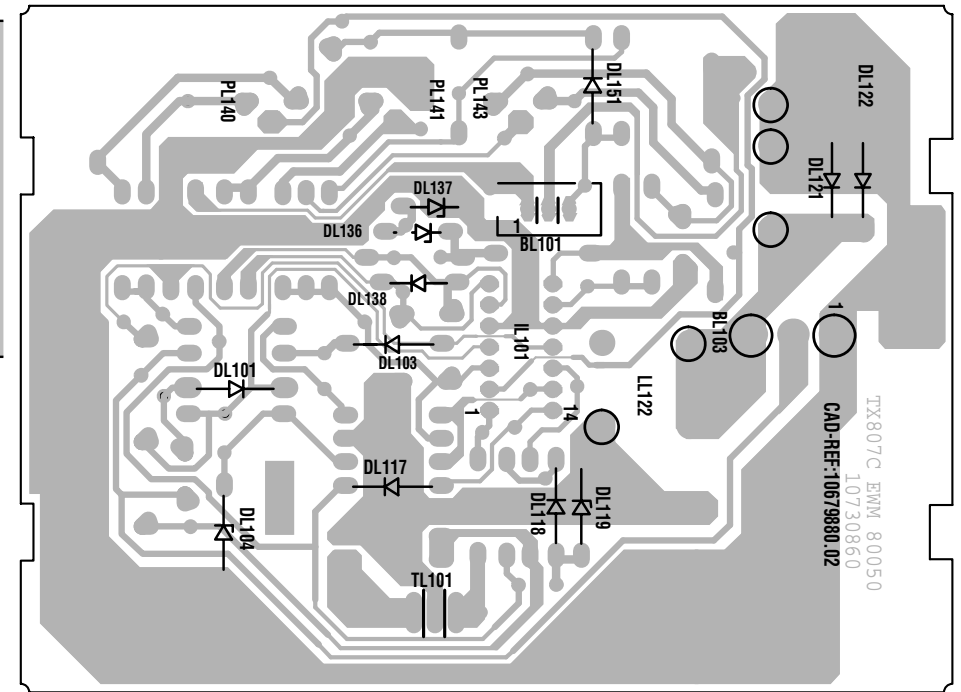 PL140
PL141
PL143
DL151
DL122
DL121
DL137
DL136
1
BL101
DL138
IL101
DL103
DL101
BL103
1
LL122
1
14
DL117
DL104
DL118
DL119
TL101
TX807C EWM 80050
10730860
CAD-REF:10679880.02